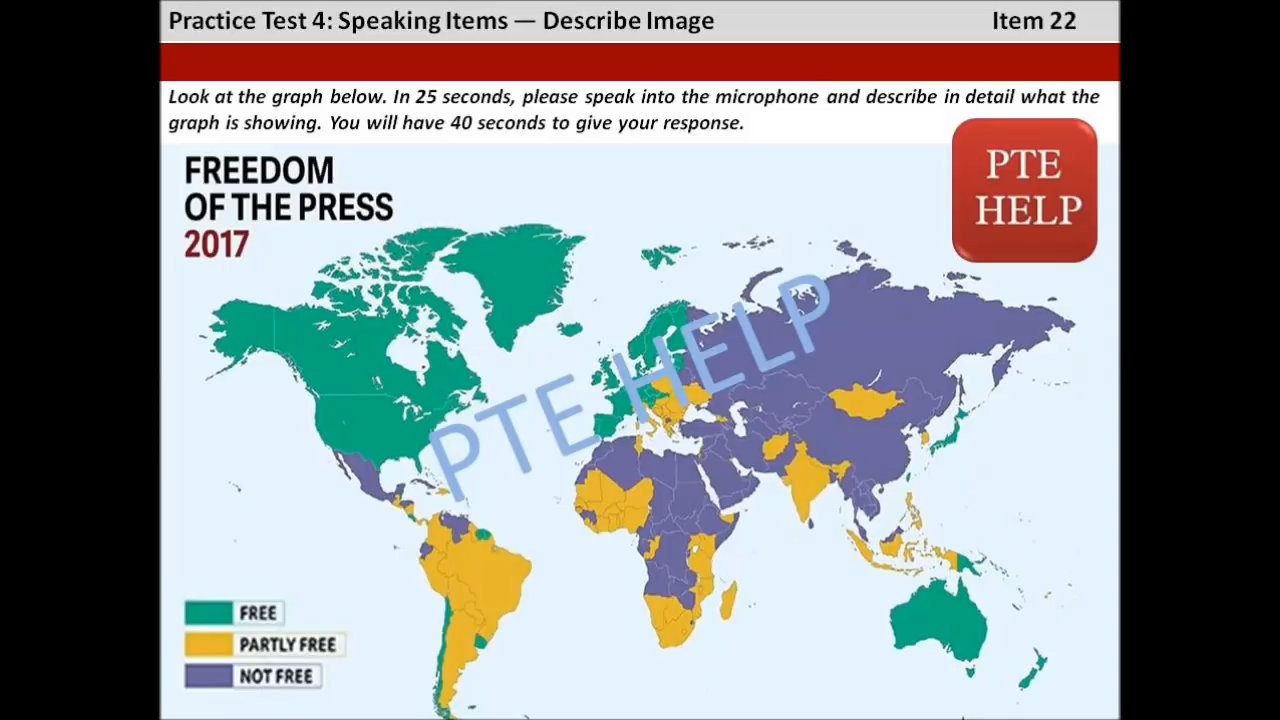 Practice Test 4: Speaking Items — Describe Image Item 22
Look at the graph below. In 25 seconds, please speak into the microphone and describe in detail what the
graph is showing. You will have 40 seconds to give your response.
PTE
HELP
FREEDOM
OF THE PRESS
2017
PTE HELP
FREE
PARTLY FREE
NOT FREE